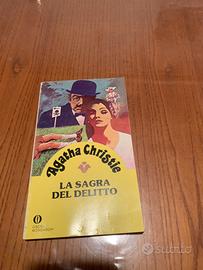 Agatha Christie
LA SAGRA
DEL DELITTO
OSCAR
MONDADORI
subito